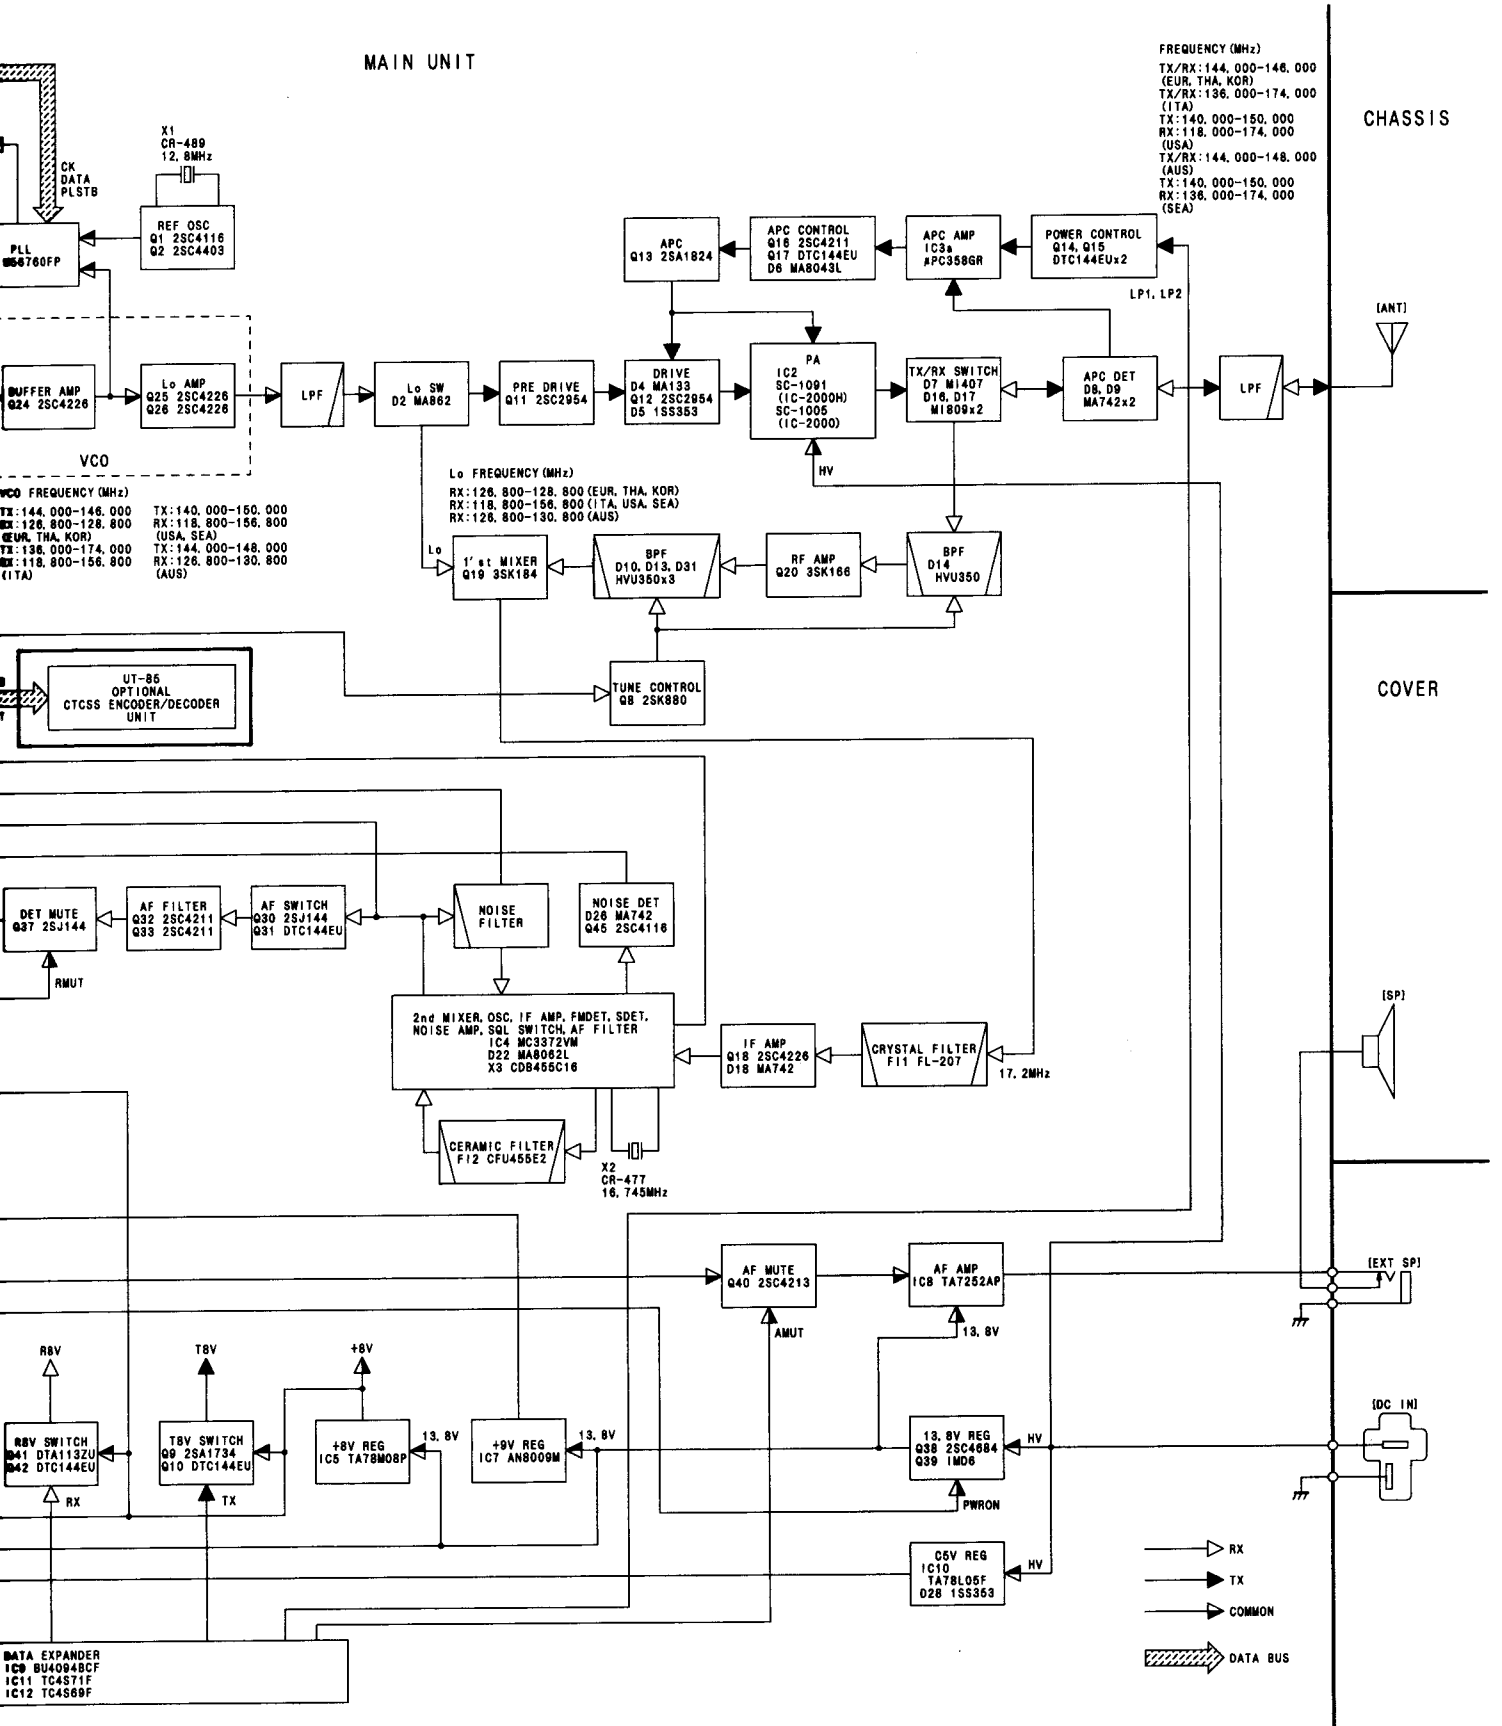 MAIN UNIT
FREQUENCY (MHz)
TX/RX:144.000-146.000
(EUR, THA, KOR)
TX/RX:136.000-174.000
(ITA)
TX:140.000-150.000
RX:118.000-174.000
(USA)
TX/RX:144.000-148.000
(AUS)
TX:140.000-150.000
RX:136.000-174.000
(SEA)
CHASSIS
X1
CR-489
12.8MHz
CK
DATA
PLSTB
REF OSC
Q1 2SC4116
Q2 2SC4403
PLL
M56760FP
APC
Q13 2SA1824
APC CONTROL
Q16 2SC4211
Q17 DTC144EU
D6 MA8043L
APC AMP
IC3a
μPC358GR
POWER CONTROL
Q14, Q15
DTC144EUx2
LP1, LP2
[ANT]
BUFFER AMP
Q24 2SC4226
Lo AMP
Q25 2SC4226
Q26 2SC4226
VCO
LPF
Lo SW
D2 MA862
PRE DRIVE
Q11 2SC2954
DRIVE
D4 MA133
Q12 2SC2954
D5 1SS353
PA
IC2
SC-1091
(IC-2000H)
SC-1005
(IC-2000)
TX/RX SWITCH
D7 MI407
D16, D17
MI809x2
APC DET
D8, D9
MA742x2
LPF
HV
VCO FREQUENCY (MHz)
TX:144.000-146.000
RX:126.800-128.800
(EUR, THA, KOR)
TX:136.000-174.000
RX:118.800-156.800
(ITA)
TX:140.000-150.000
RX:118.800-156.800
(USA, SEA)
TX:144.000-148.000
RX:126.800-130.800
(AUS)
Lo FREQUENCY (MHz)
RX:126.800-128.800 (EUR, THA, KOR)
RX:118.800-156.800 (ITA, USA, SEA)
RX:126.800-130.800 (AUS)
Lo
1'st MIXER
Q19 3SK184
BPF
D10, D13, D31
HVU350x3
RF AMP
Q20 3SK166
BPF
D14
HVU350
UT-85
OPTIONAL
CTCSS ENCODER/DECODER
UNIT
TUNE CONTROL
Q8 2SK880
COVER
DET MUTE
Q37 2SJ144
AF FILTER
Q32 2SC4211
Q33 2SC4211
AF SWITCH
Q30 2SJ144
Q31 DTC144EU
NOISE
FILTER
NOISE DET
D26 MA742
Q45 2SC4116
RMUT
2nd MIXER, OSC, IF AMP, FMDET, SDET,
NOISE AMP, SQL SWITCH, AF FILTER
IC4 MC3372VM
D22 MA8062L
X3 CDB455C16
IF AMP
Q18 2SC4226
D18 MA742
CRYSTAL FILTER
FI1 FL-207
17.2MHz
[SP]
CERAMIC FILTER
FI2 CFU455E2
X2
CR-477
16.745MHz
AF MUTE
Q40 2SC4213
AF AMP
IC8 TA7252AP
[EXT SP]
AMUT
13.8V
R8V
T8V
+8V
R8V SWITCH
Q41 DTA113ZU
Q42 DTC144EU
T8V SWITCH
Q9 2SA1734
Q10 DTC144EU
+8V REG
IC5 TA78M08P
13.8V
+9V REG
IC7 AN8009M
13.8V
13.8V REG
Q38 2SC4684
Q39 IMD6
HV
[DC IN]
RX
TX
PWRON
C5V REG
IC10
TA78L05F
D28 1SS353
HV
RX
TX
COMMON
DATA BUS
DATA EXPANDER
IC9 BU4094BCF
IC11 TC4S71F
IC12 TC4S69F